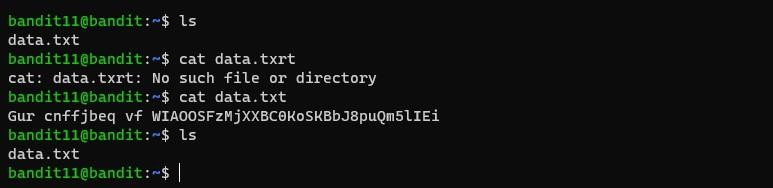 bandit11@bandit:~$ ls
data.txt
bandit11@bandit:~$ cat data.txrt
cat: data.txrt: No such file or directory
bandit11@bandit:~$ cat data.txt
Gur cnffjbeq vf WIAOOSFzMjXXBC0KoSKBbJ8puQm5lIEi
bandit11@bandit:~$ ls
data.txt
bandit11@bandit:~$